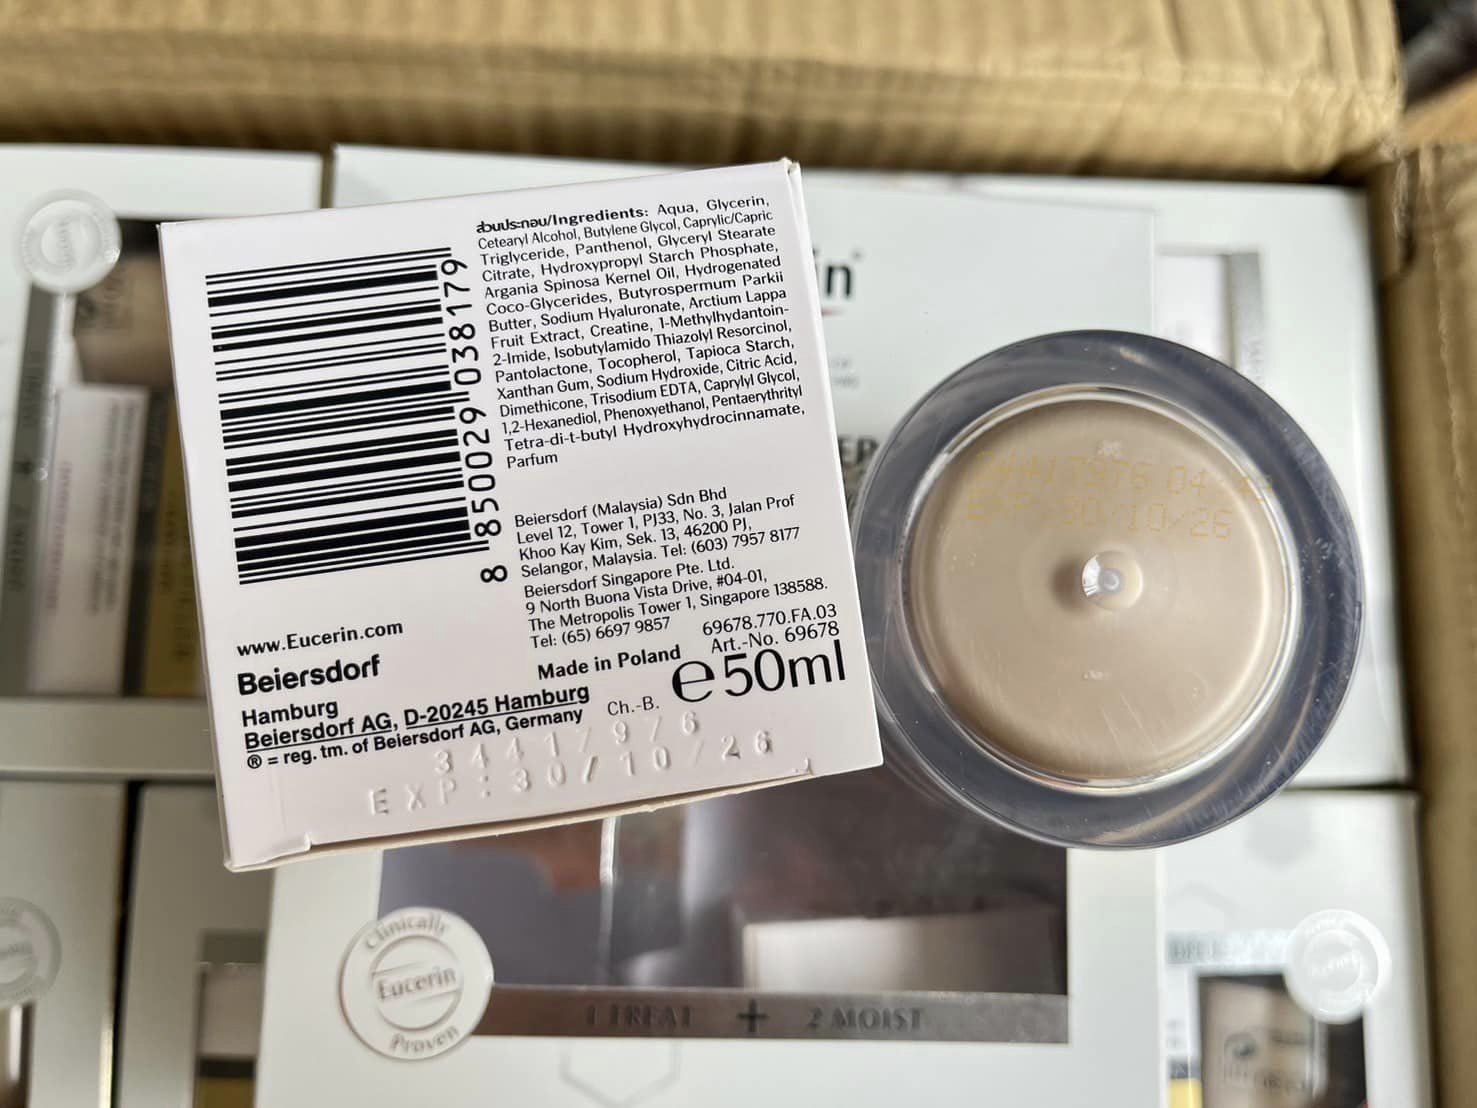 ส่วนประกอบ/Ingredients: Aqua, Glycerin,
Cetearyl Alcohol, Butylene Glycol, Caprylic/Capric
Triglyceride, Panthenol, Glyceryl Stearate
Citrate, Hydroxypropyl Starch Phosphate,
Argania Spinosa Kernel Oil, Hydrogenated
Coco-Glycerides, Butyrospermum Parkii
Butter, Sodium Hyaluronate, Arctium Lappa
Fruit Extract, Creatine, 1-Methylhydantoin-
2-Imide, Isobutylamido Thiazolyl Resorcinol,
Pantolactone, Tocopherol, Tapioca Starch,
Xanthan Gum, Sodium Hydroxide, Citric Acid,
Dimethicone, Trisodium EDTA, Caprylyl Glycol,
1,2-Hexanediol, Phenoxyethanol, Pentaerythrityl
Tetra-di-t-butyl Hydroxyhydrocinnamate,
Parfum
8 850029 038179
Beiersdorf (Malaysia) Sdn Bhd
Level 12, Tower 1, PJ33, No. 3, Jalan Prof
Khoo Kay Kim, Sek. 13, 46200 PJ,
Selangor, Malaysia. Tel: (603) 7957 8177
Beiersdorf Singapore Pte. Ltd.
9 North Buona Vista Drive, #04-01,
The Metropolis Tower 1, Singapore 138588.
Tel: (65) 6697 9857
69678.770.FA.03
Art.-No. 69678
www.Eucerin.com
Beiersdorf
Made in Poland
℮50ml
Hamburg
Beiersdorf AG, D-20245 Hamburg
® = reg. tm. of Beiersdorf AG, Germany
Ch.-B.
34417976
EXP:30/10/26
34417976 04
EXP:30/10/26
Clinically
Eucerin
Proven
1 TREAT + 2 MOIST